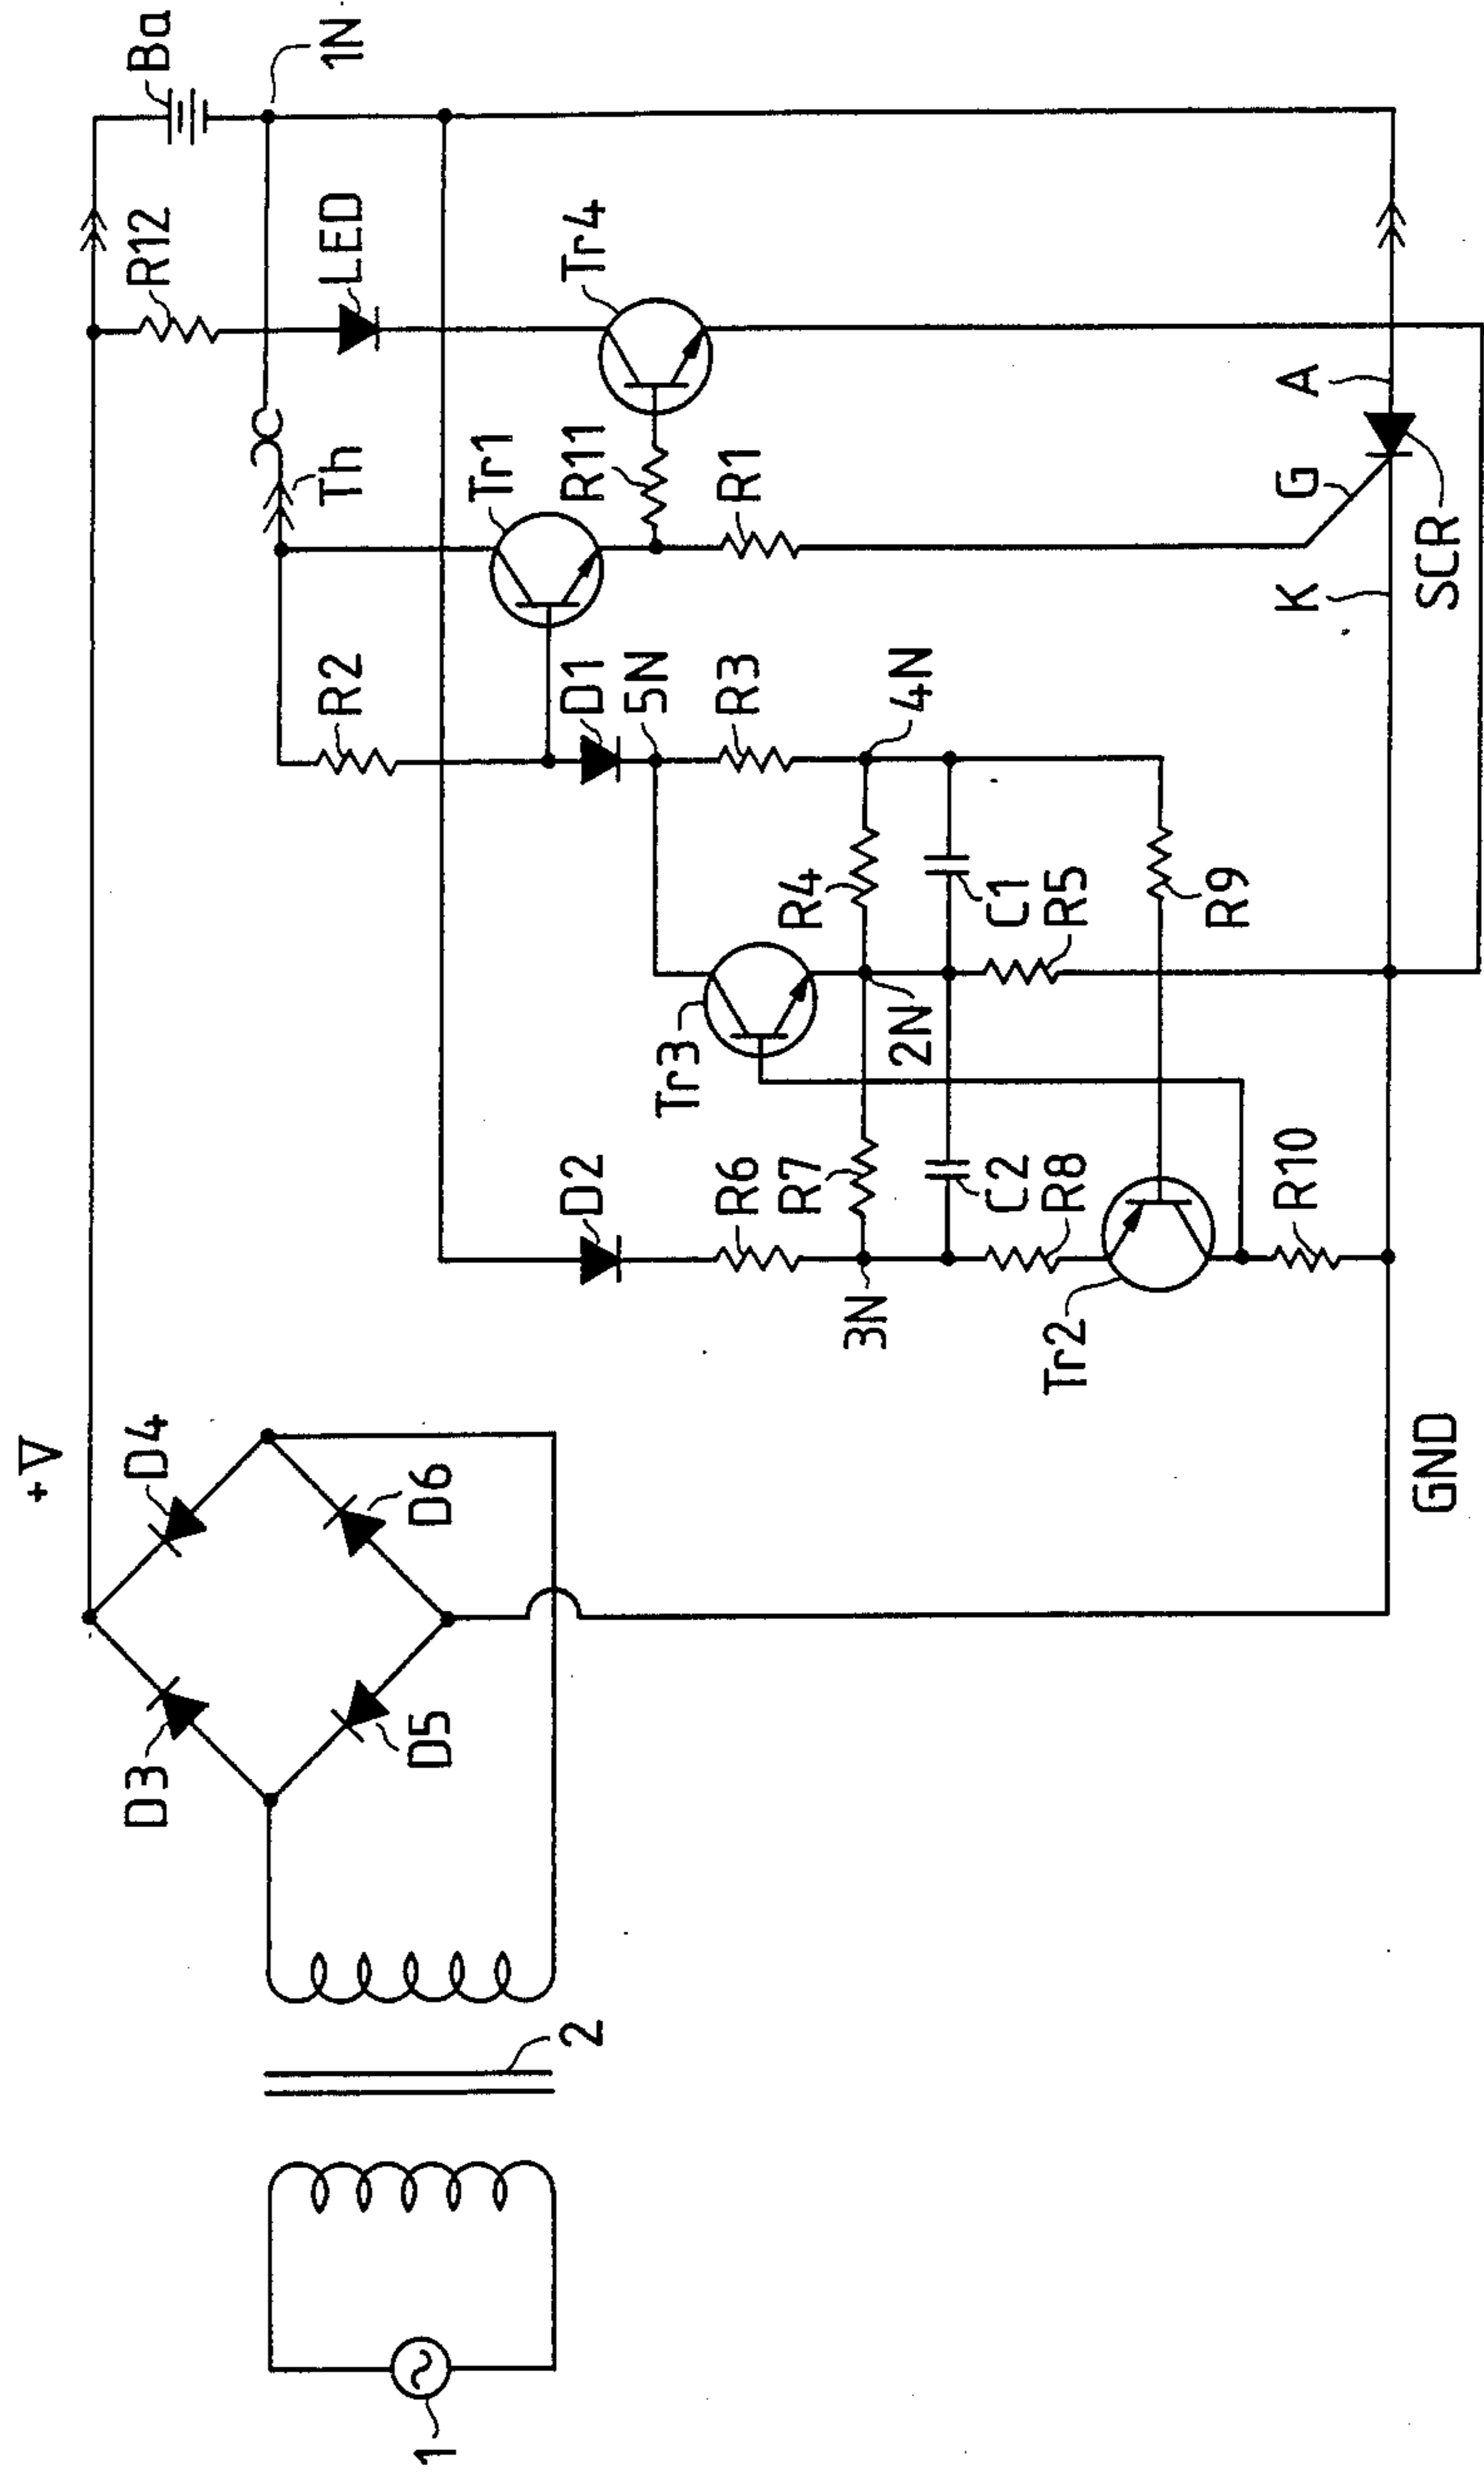 +V
1
2
D3
D4
D5
D6
GND
D2
R6
R7
3N
C2
R8
Tr2
R10
Tr3
2N
R4
C1
R5
R9
R2
D1
5N
R3
4N
Tr1
R11
R1
Th
G
K
A
SCR
Tr4
R12
LED
Ba
1N